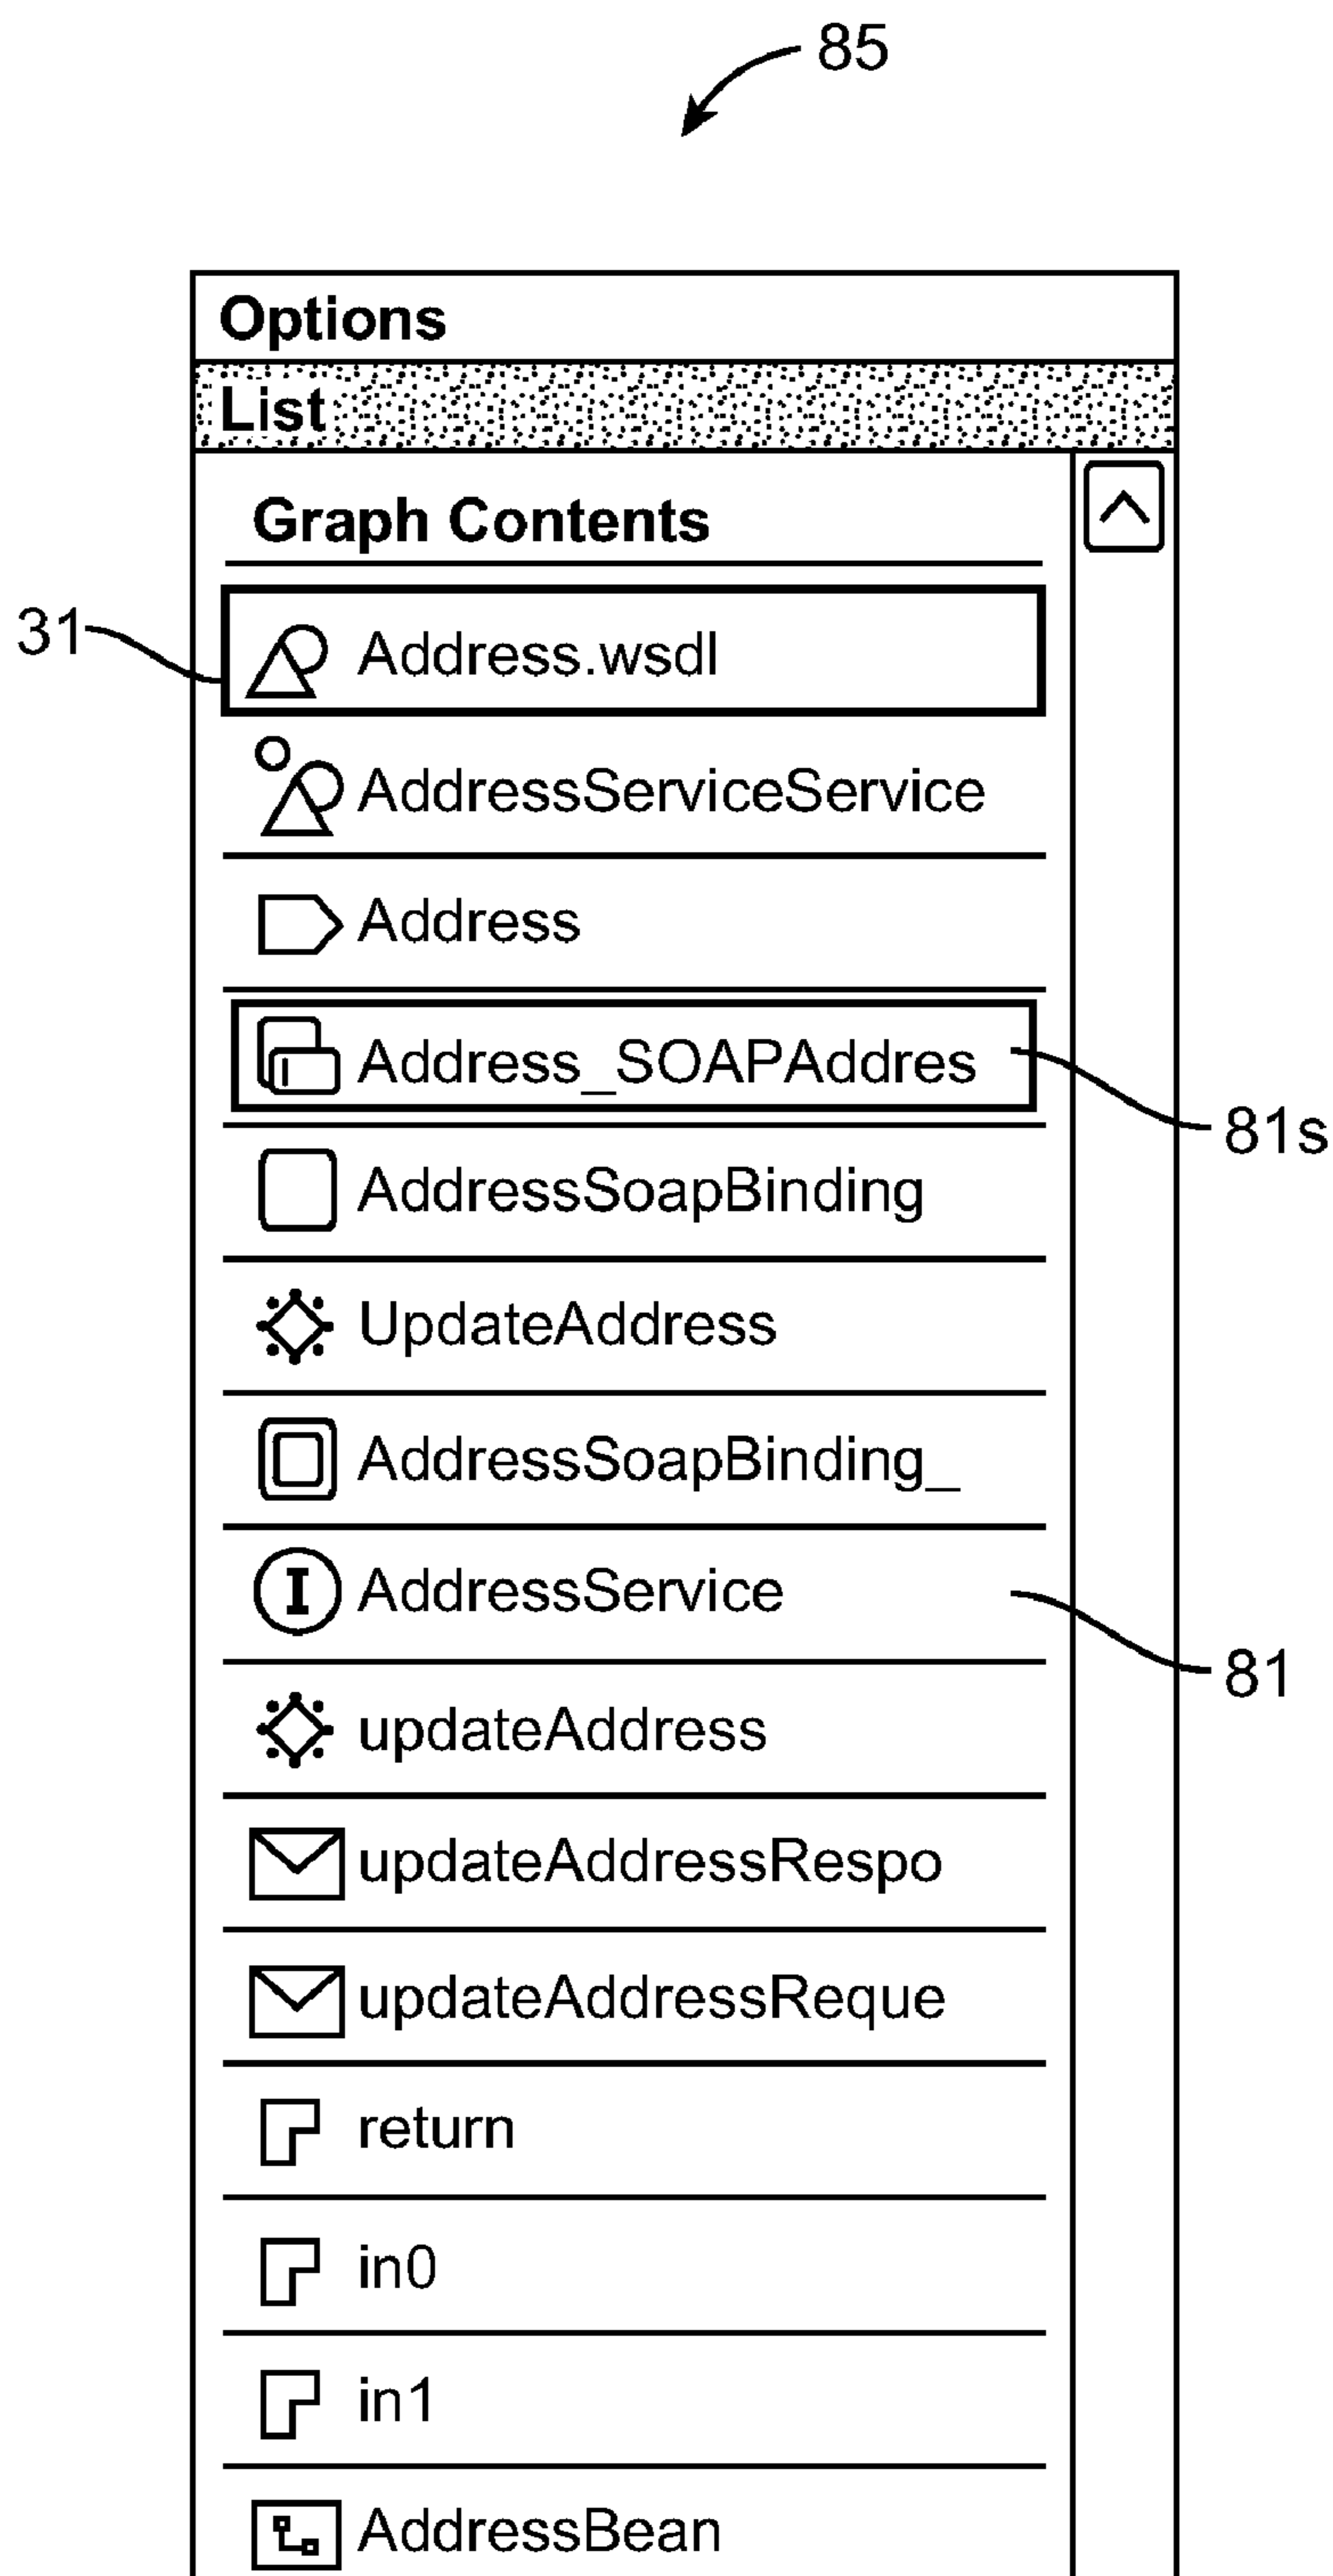 85
Options
List
Graph Contents
31
Address.wsdl
AddressServiceService
Address
Address_SOAPAddres
81s
AddressSoapBinding
UpdateAddress
AddressSoapBinding_
I AddressService
81
updateAddress
updateAddressRespo
updateAddressReque
return
in0
in1
AddressBean